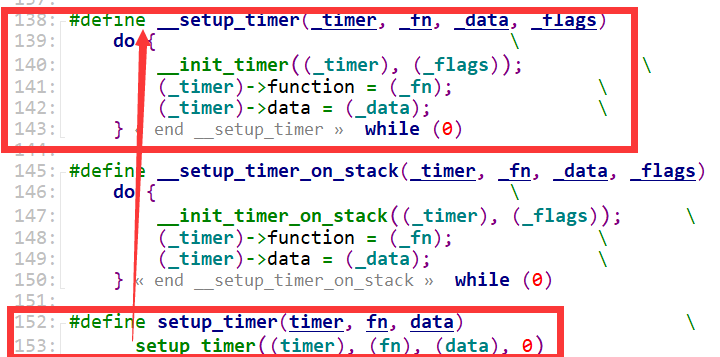 138: #define __setup_timer(_timer, _fn, _data, _flags)
139: do { \
140: __init_timer((_timer), (_flags)); \
141: (_timer)->function = (_fn); \
142: (_timer)->data = (_data); \
143: } « end __setup_timer » while (0)
144:
145: #define __setup_timer_on_stack(_timer, _fn, _data, _flags)
146: do { \
147: __init_timer_on_stack((_timer), (_flags)); \
148: (_timer)->function = (_fn); \
149: (_timer)->data = (_data); \
150: } « end __setup_timer_on_stack » while (0)
151:
152: #define setup_timer(timer, fn, data) \
153: setup timer((timer), (fn), (data), 0)